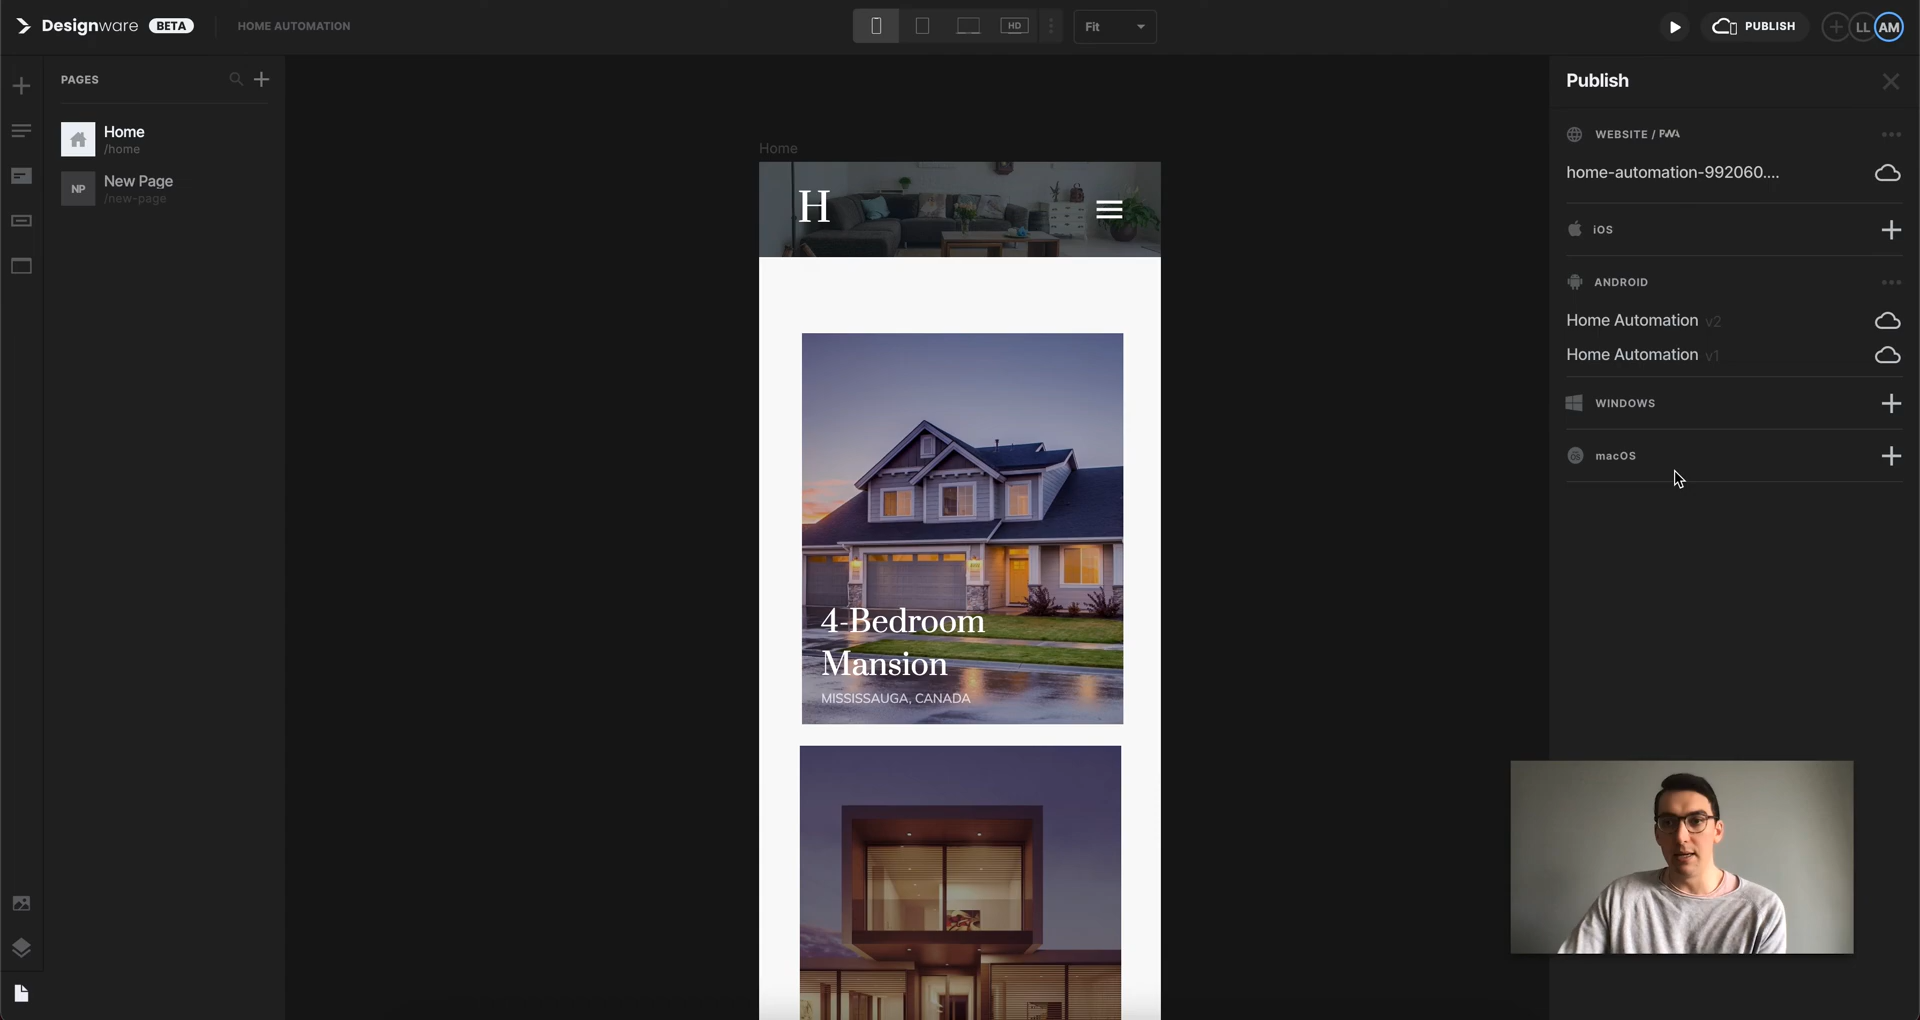 Designware BETA
HOME AUTOMATION
HD
Fit
PUBLISH
LL
AM
PAGES
Home
/home
NP
New Page
/new-page
Home
H
4-Bedroom
Mansion
MISSISSAUGA, CANADA
Publish
WEBSITE / PWA
home-automation-992060....
iOS
ANDROID
Home Automation v2
Home Automation v1
WINDOWS
macOS